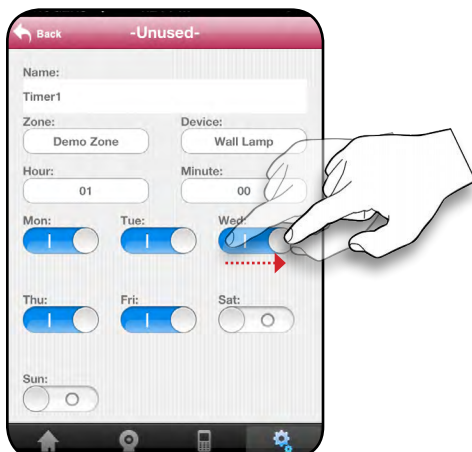 Back -Unused-
Name:
Timer1
Zone: Device:
Demo Zone Wall Lamp
Hour: Minute:
01 00
Mon: Tue: Wed:
Thu: Fri: Sat:
Sun: